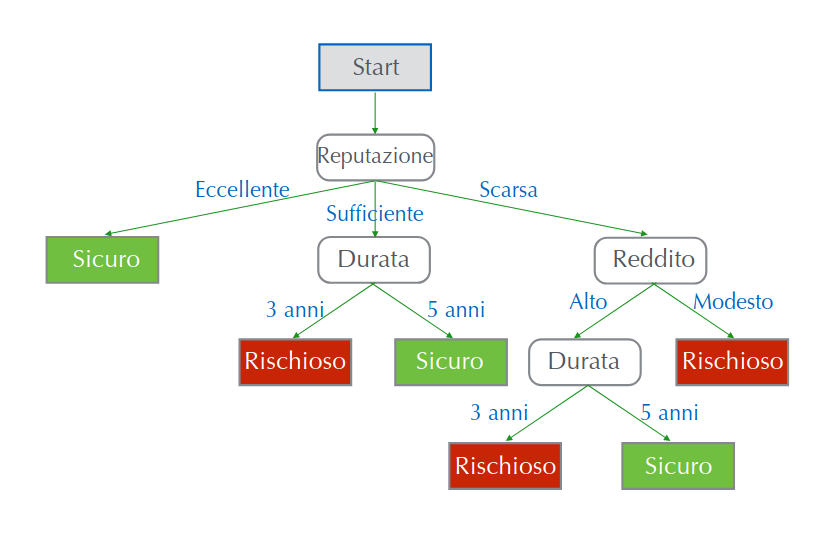 Start
Reputazione
Eccellente
Sufficiente
Scarsa
Sicuro
Durata
Reddito
3 anni
5 anni
Alto
Modesto
Rischioso
Sicuro
Durata
Rischioso
3 anni
5 anni
Rischioso
Sicuro